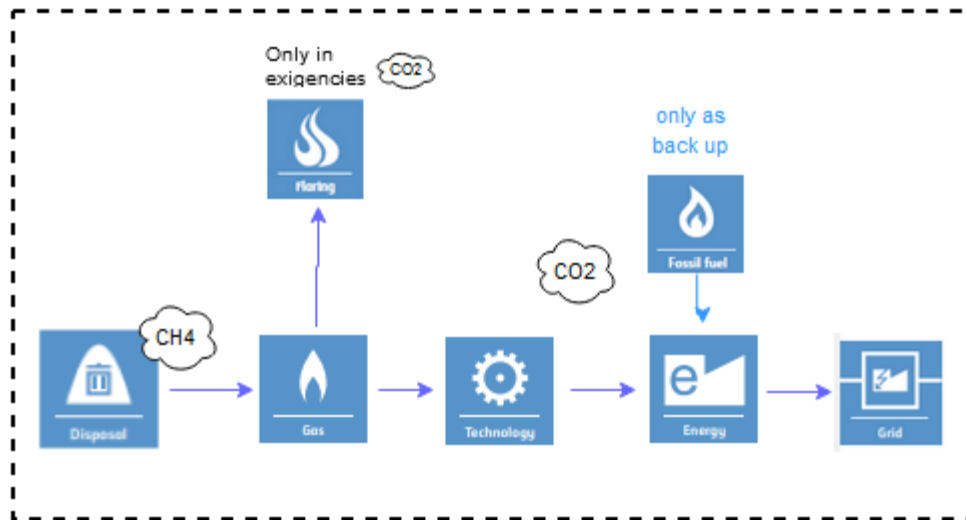 Only in
exigencies
CO2
Flaring
only as
back up
Fossil fuel
CO2
CH4
Disposal
Gas
Technology
e
Energy
Grid